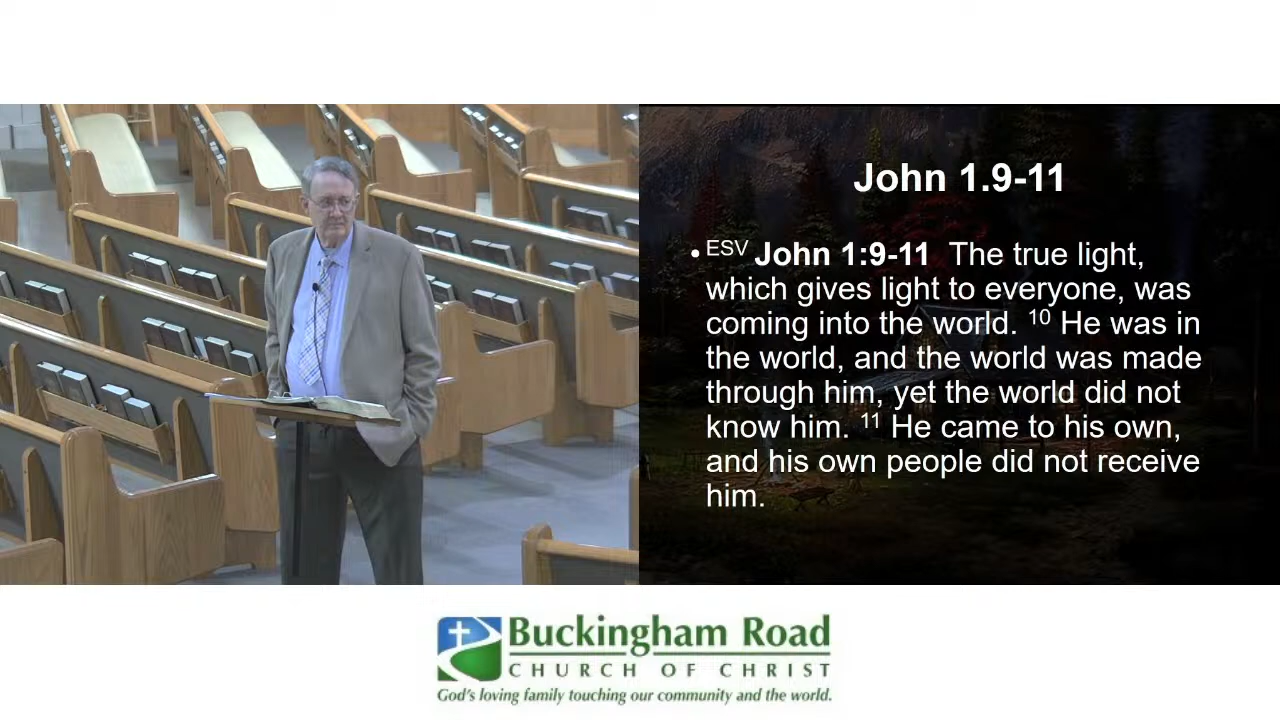 John 1.9-11
• ESV John 1:9-11 The true light,
which gives light to everyone, was
coming into the world. 10 He was in
the world, and the world was made
through him, yet the world did not
know him. 11 He came to his own,
and his own people did not receive
him.
Buckingham Road
CHURCH OF CHRIST
God's loving family touching our community and the world.